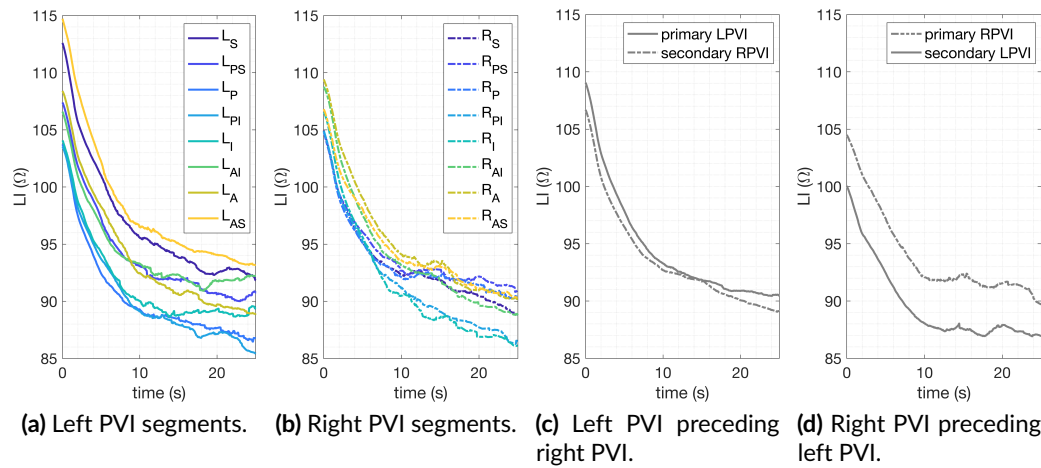 115
110
105
100
95
90
85
LI (Ω)
0
10
20
time (s)
L_S
L_PS
L_P
L_PI
L_I
L_AI
L_A
L_AS
(a) Left PVI segments.
115
110
105
100
95
90
85
LI (Ω)
0
10
20
time (s)
R_S
R_PS
R_P
R_PI
R_I
R_AI
R_A
R_AS
(b) Right PVI segments.
115
110
105
100
95
90
85
LI (Ω)
0
10
20
time (s)
primary LPVI
secondary RPVI
(c) Left PVI preceding
right PVI.
115
110
105
100
95
90
85
LI (Ω)
0
10
20
time (s)
primary RPVI
secondary LPVI
(d) Right PVI preceding
left PVI.